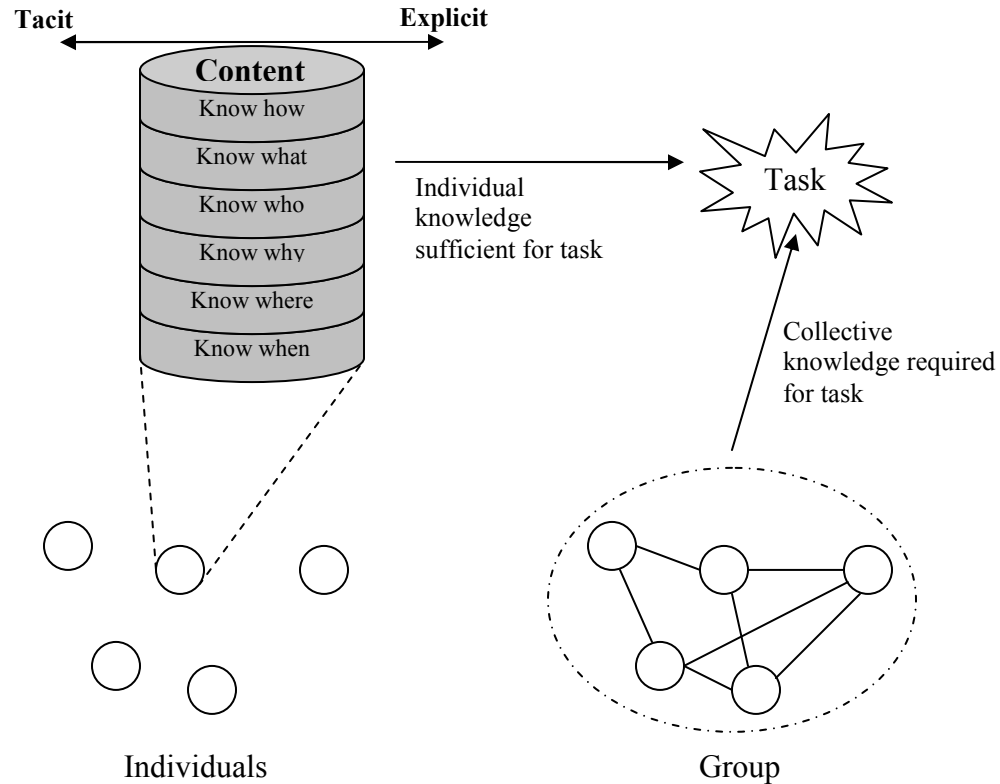 Tacit
Explicit
Content
Know how
Know what
Know who
Know why
Know where
Know when
Individual
knowledge
sufficient for task
Task
Collective
knowledge required
for task
Individuals
Group